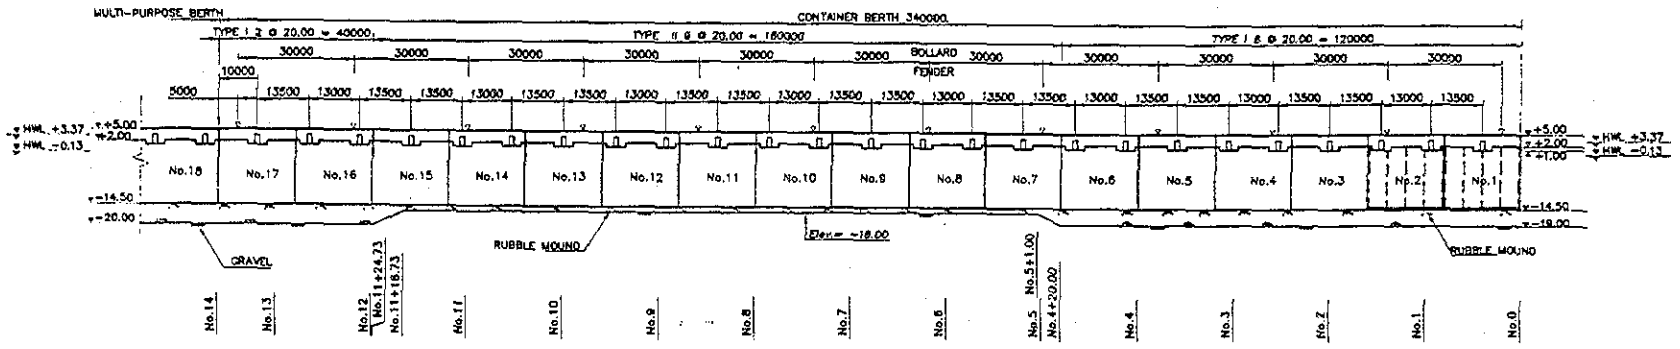 MULTI-PURPOSE BERTH
CONTAINER BERTH 340000
TYPE I 2 @ 20.00 = 40000
TYPE II 9 @ 20.00 = 180000
TYPE I 6 @ 20.00 = 120000
30000 30000 30000 30000 30000 30000 30000 30000 30000 30000 30000
BOLLARD
FENDER
10000
5000 13500 13000 13500 13500 13000 13500 13500 13000 13500 13500 13000 13500 13500 13000 13500 13500 13000 13500 13500 13000 13500 13500 13000 13500
HWL +3.37 +5.00
HWL -0.13 +2.00
+5.00 HWL +3.37
+2.00 HWL -0.13
+1.00
No.18 No.17 No.16 No.15 No.14 No.13 No.12 No.11 No.10 No.9 No.8 No.7 No.6 No.5 No.4 No.3 No.2 No.1
-14.50
-20.00
-14.50
-19.00
GRAVEL
RUBBLE MOUND
RUBBLE MOUND
No.14
No.13
No.12
No.11+24.73
No.11+18.73
No.11
No.10
No.9
No.8
No.7
No.6
No.5+1.00
No.5
No.4+20.00
No.4
No.3
No.2
No.1
No.0